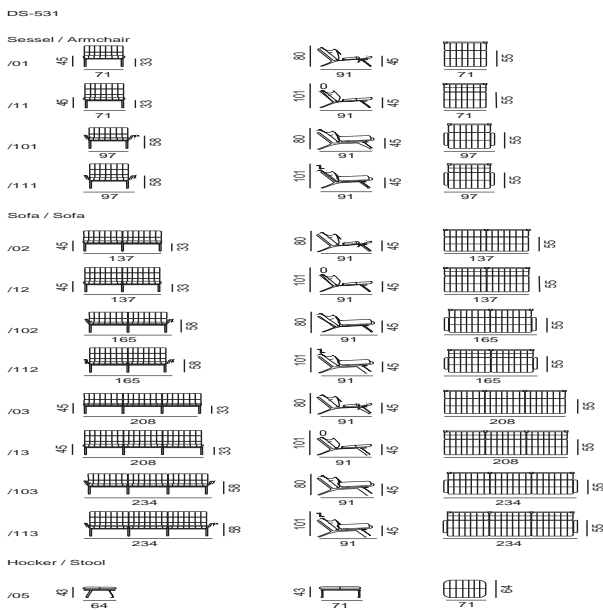 DS-531
Sessel / Armchair
/01 45 33 71 80 91 45 71 55
/11 45 33 71 101 91 45 71 55
/101 58 97 80 91 45 97 55
/111 58 97 101 91 45 97 55
Sofa / Sofa
/02 45 33 137 80 91 45 137 55
/12 45 33 137 101 91 45 137 55
/102 58 165 80 91 45 165 55
/112 58 165 101 91 45 165 55
/03 45 33 208 80 91 45 208 55
/13 45 33 208 101 91 45 208 55
/103 58 234 80 91 45 234 55
/113 58 234 101 91 45 234 55
Hocker / Stool
/05 43 64 43 71 71 64